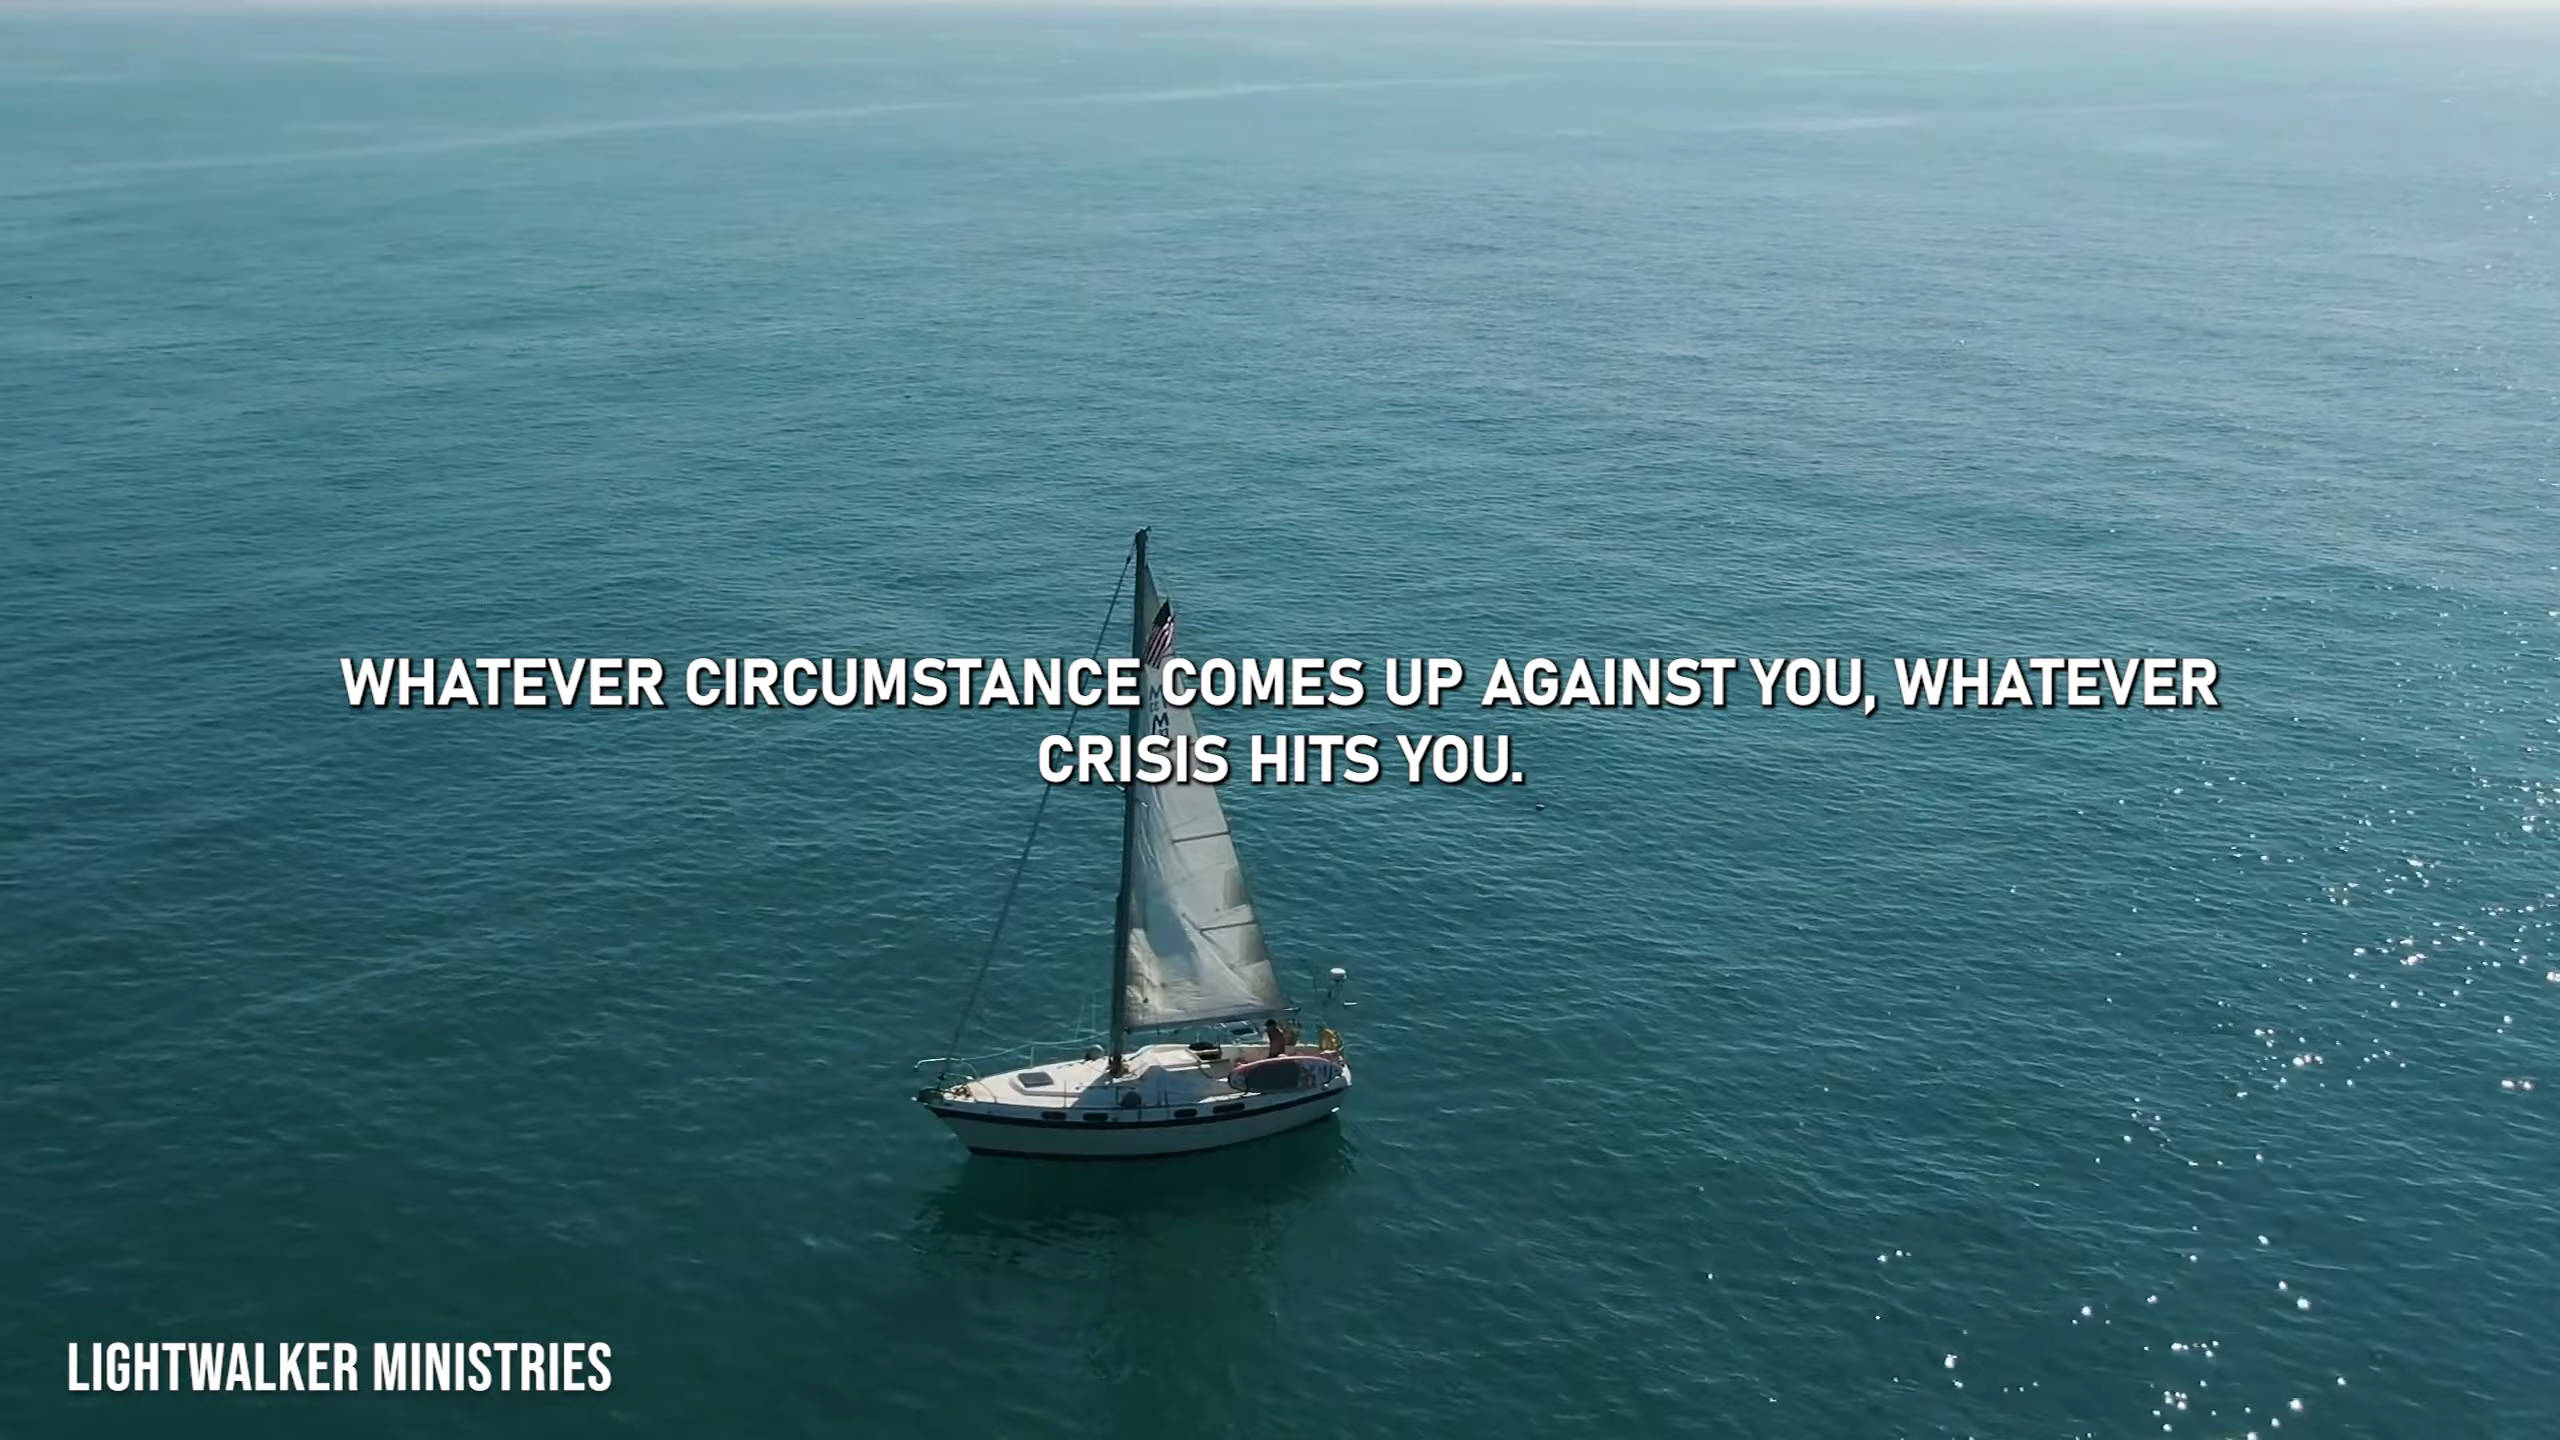 WHATEVER CIRCUMSTANCE COMES UP AGAINST YOU, WHATEVER
CRISIS HITS YOU.
LIGHTWALKER MINISTRIES